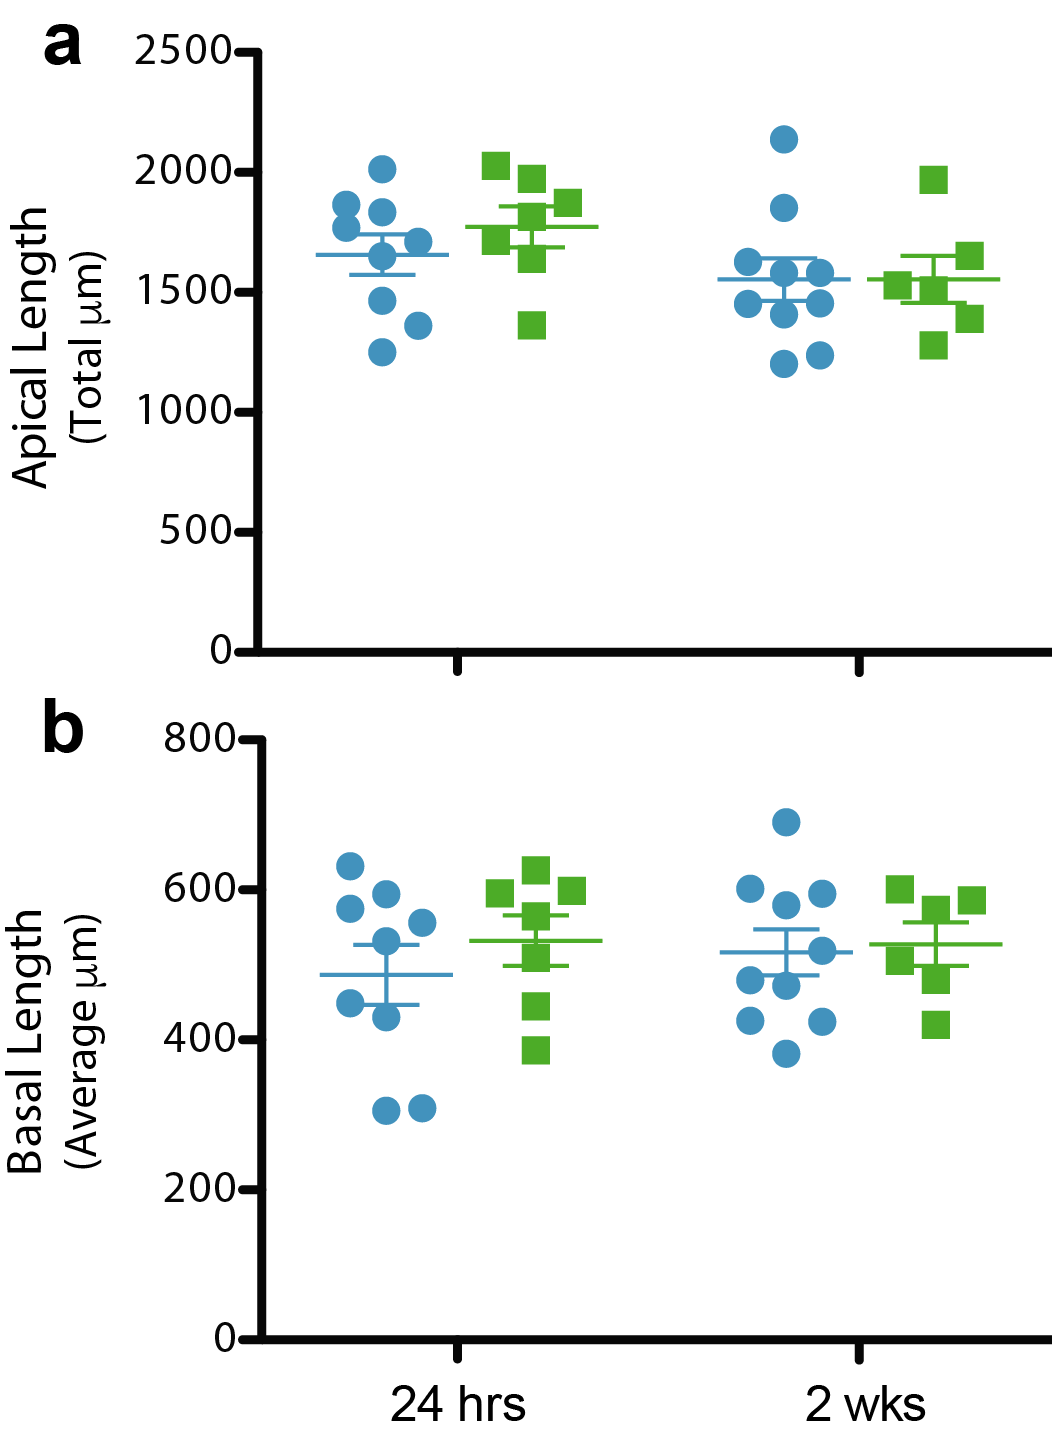 a
2500
2000
1500
1000
500
0
Apical Length
(Total μm)
b
800
600
400
200
0
Basal Length
(Average μm)
24 hrs
2 wks